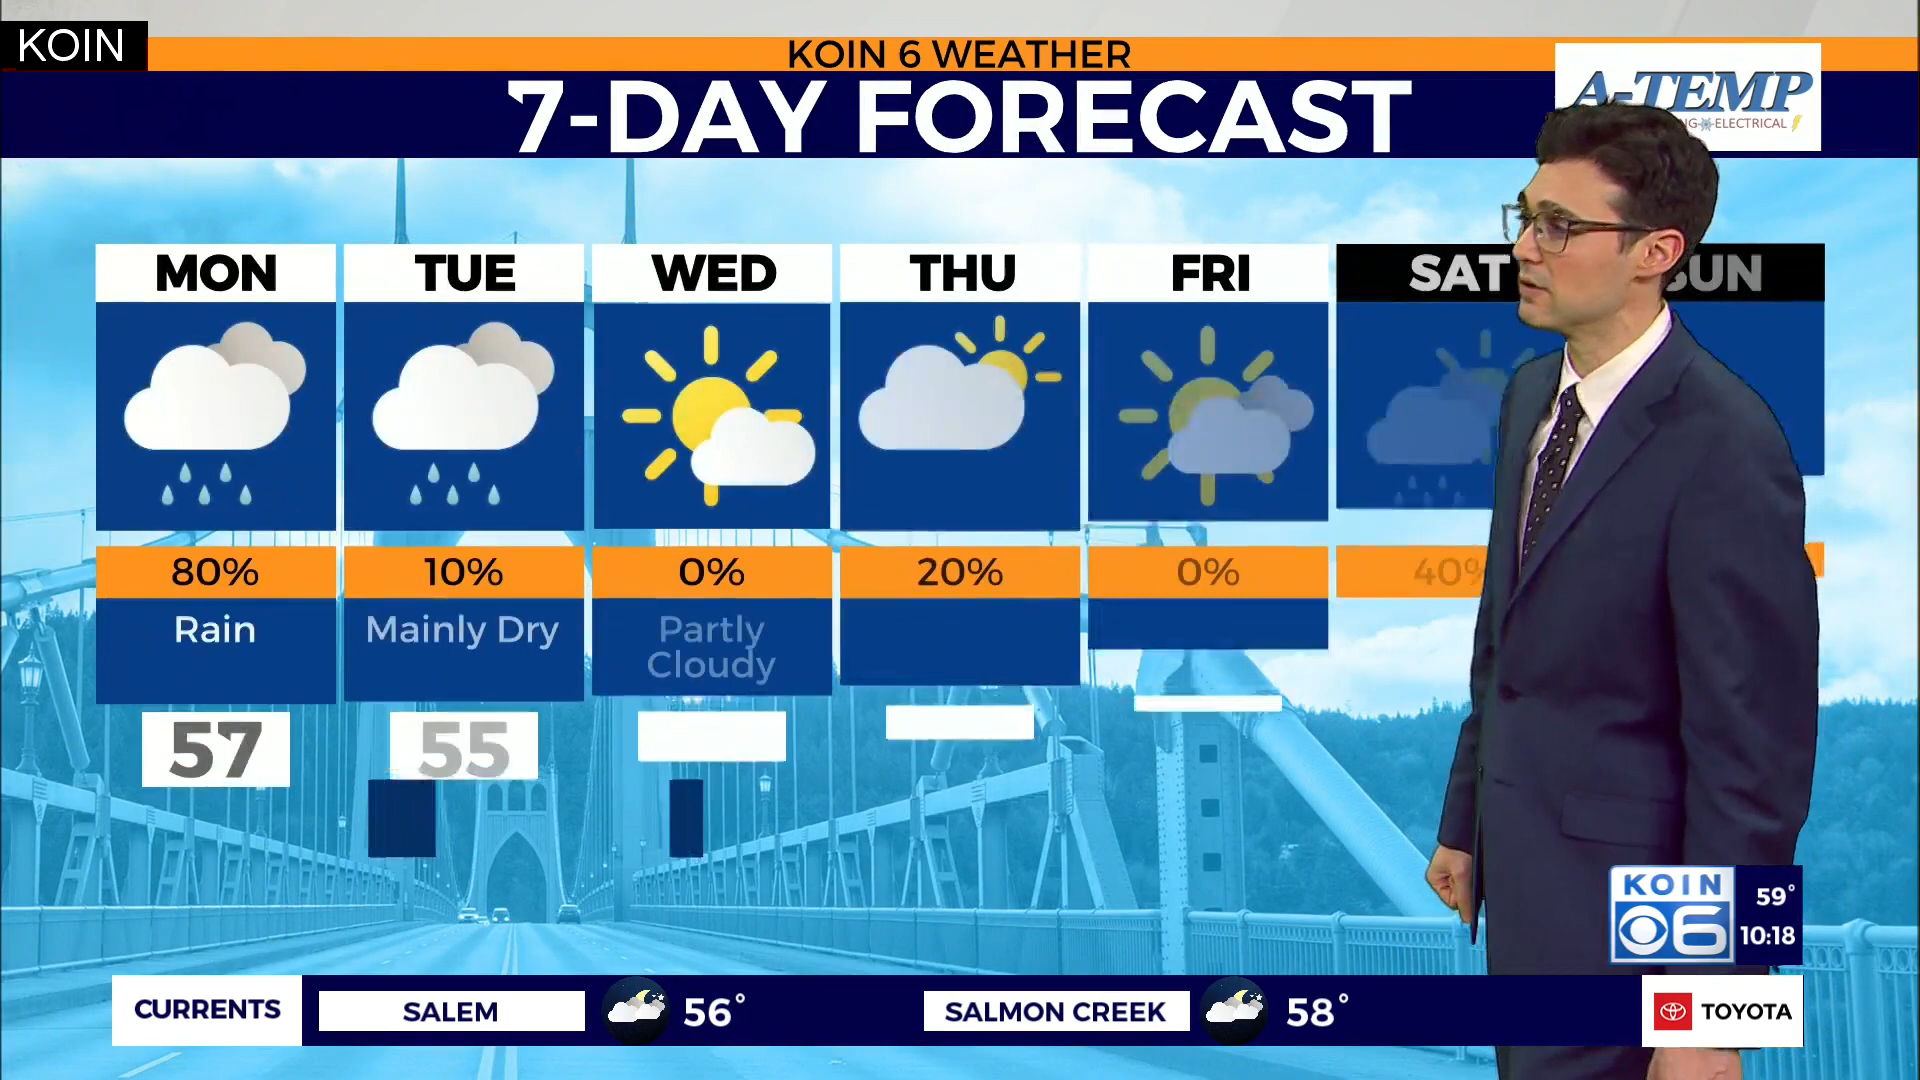 KOIN
KOIN 6 WEATHER
7-DAY FORECAST
A-TEMP
ELECTRICAL
MON
TUE
WED
THU
FRI
SAT
SUN
80%
10%
0%
20%
0%
40%
Rain
Mainly Dry
Partly
Cloudy
57
55
KOIN
6
59°
10:18
CURRENTS
SALEM
56°
SALMON CREEK
58°
TOYOTA